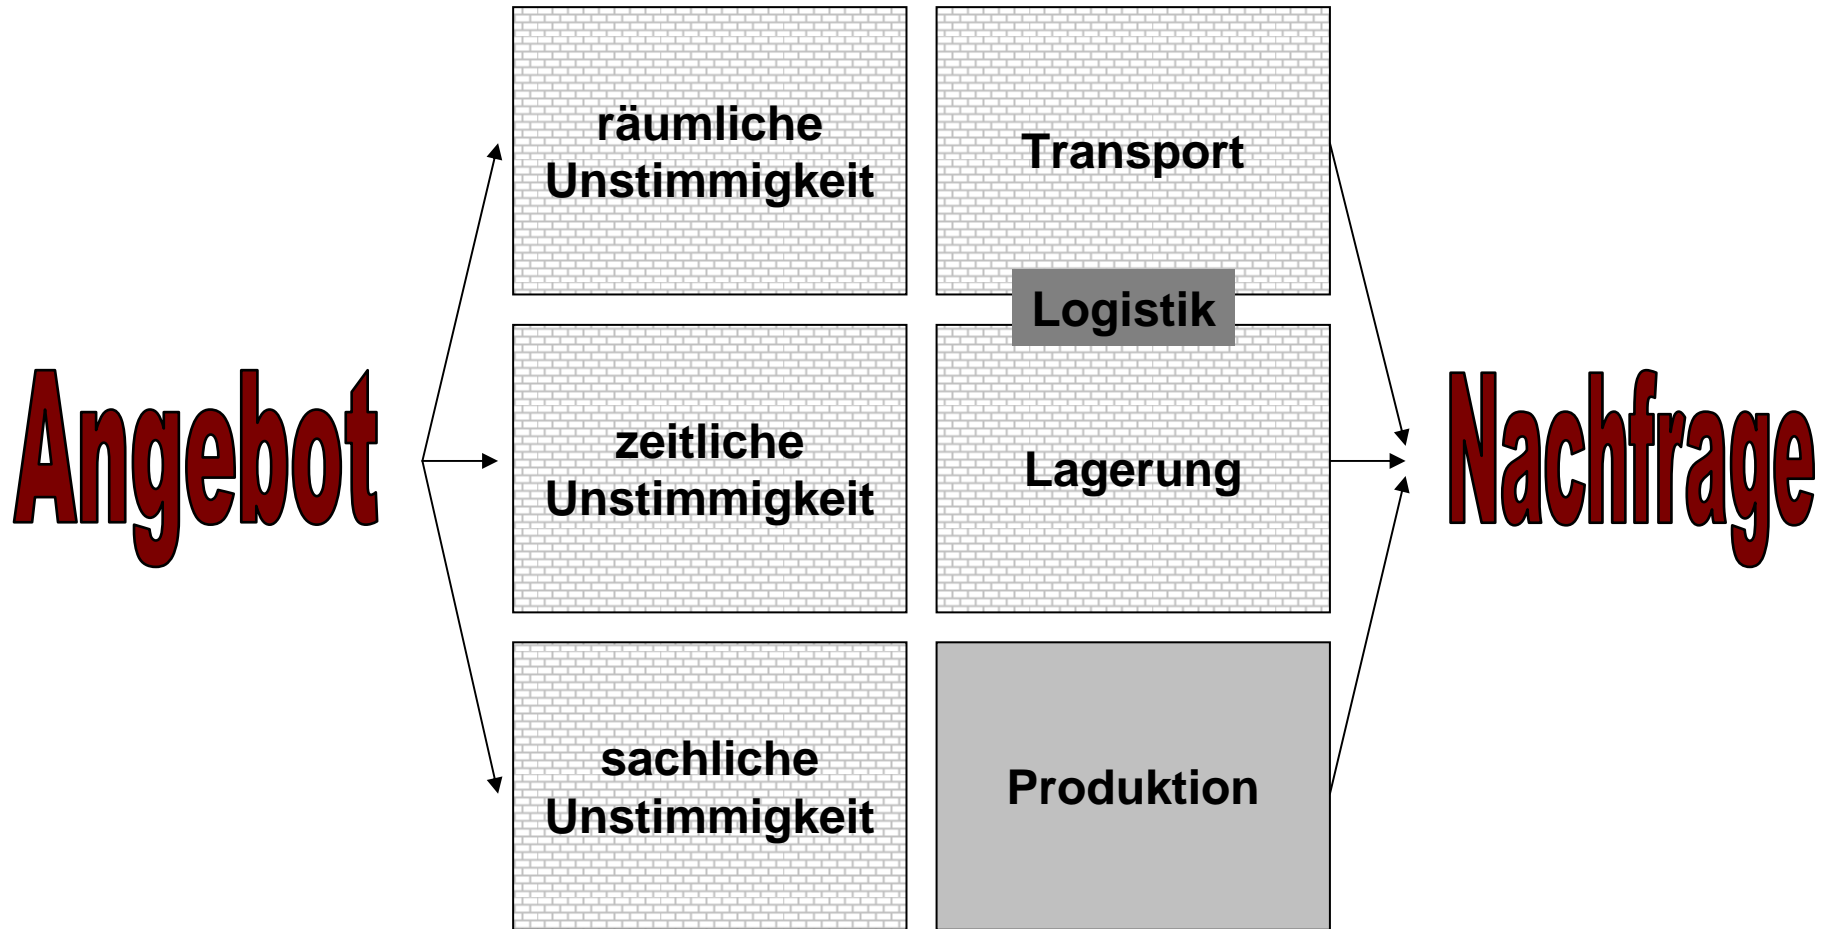 Angebot
räumliche
Unstimmigkeit
Transport
Logistik
zeitliche
Unstimmigkeit
Lagerung
sachliche
Unstimmigkeit
Produktion
Nachfrage